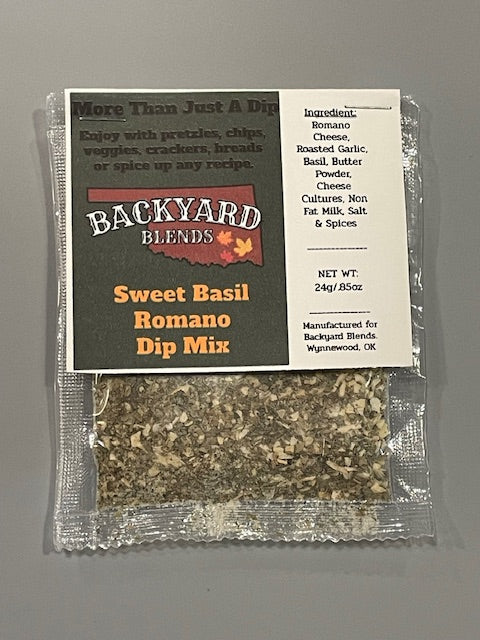 More Than Just A Dip
Enjoy with pretzles, chips,
veggies, crackers, breads
or spice up any recipe.
BACKYARD
BLENDS
Sweet Basil
Romano
Dip Mix
Ingredient:
Romano
Cheese,
Roasted Garlic,
Basil, Butter
Powder,
Cheese
Cultures, Non
Fat Milk, Salt
& Spices
NET WT:
24g/.85oz
Manufactured for
Backyard Blends.
Wynnewood, OK